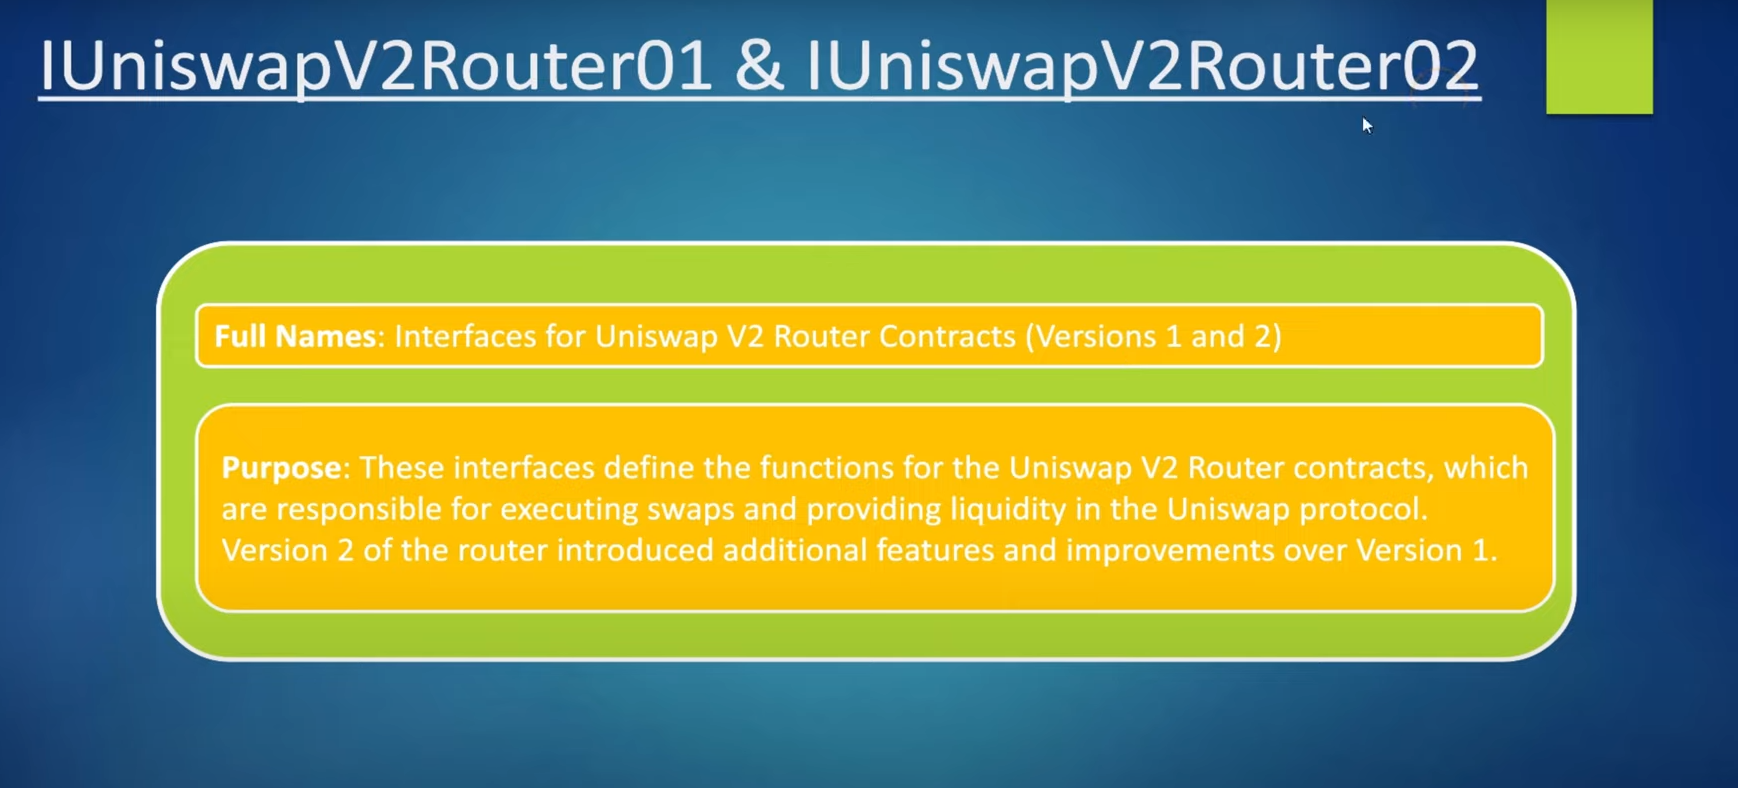 IUniswapV2Router01 & IUniswapV2Router02
Full Names: Interfaces for Uniswap V2 Router Contracts (Versions 1 and 2)
Purpose: These interfaces define the functions for the Uniswap V2 Router contracts, which
are responsible for executing swaps and providing liquidity in the Uniswap protocol.
Version 2 of the router introduced additional features and improvements over Version 1.